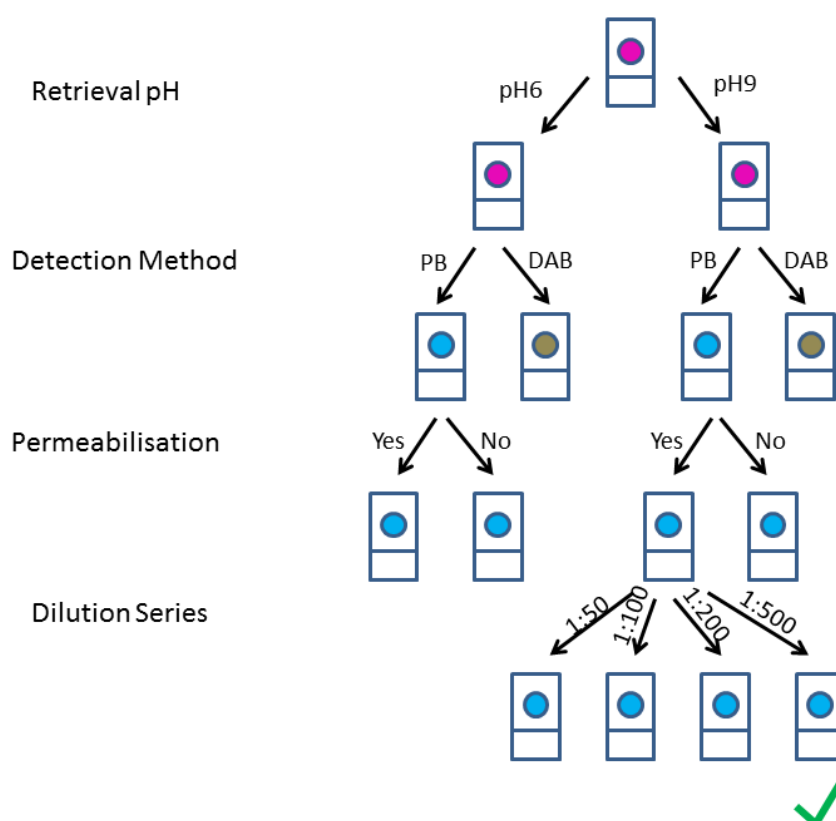 Retrieval pH
pH6
pH9
Detection Method
PB
DAB
PB
DAB
Permeabilisation
Yes
No
Yes
No
Dilution Series
1:50
1:100
1:200
1:500